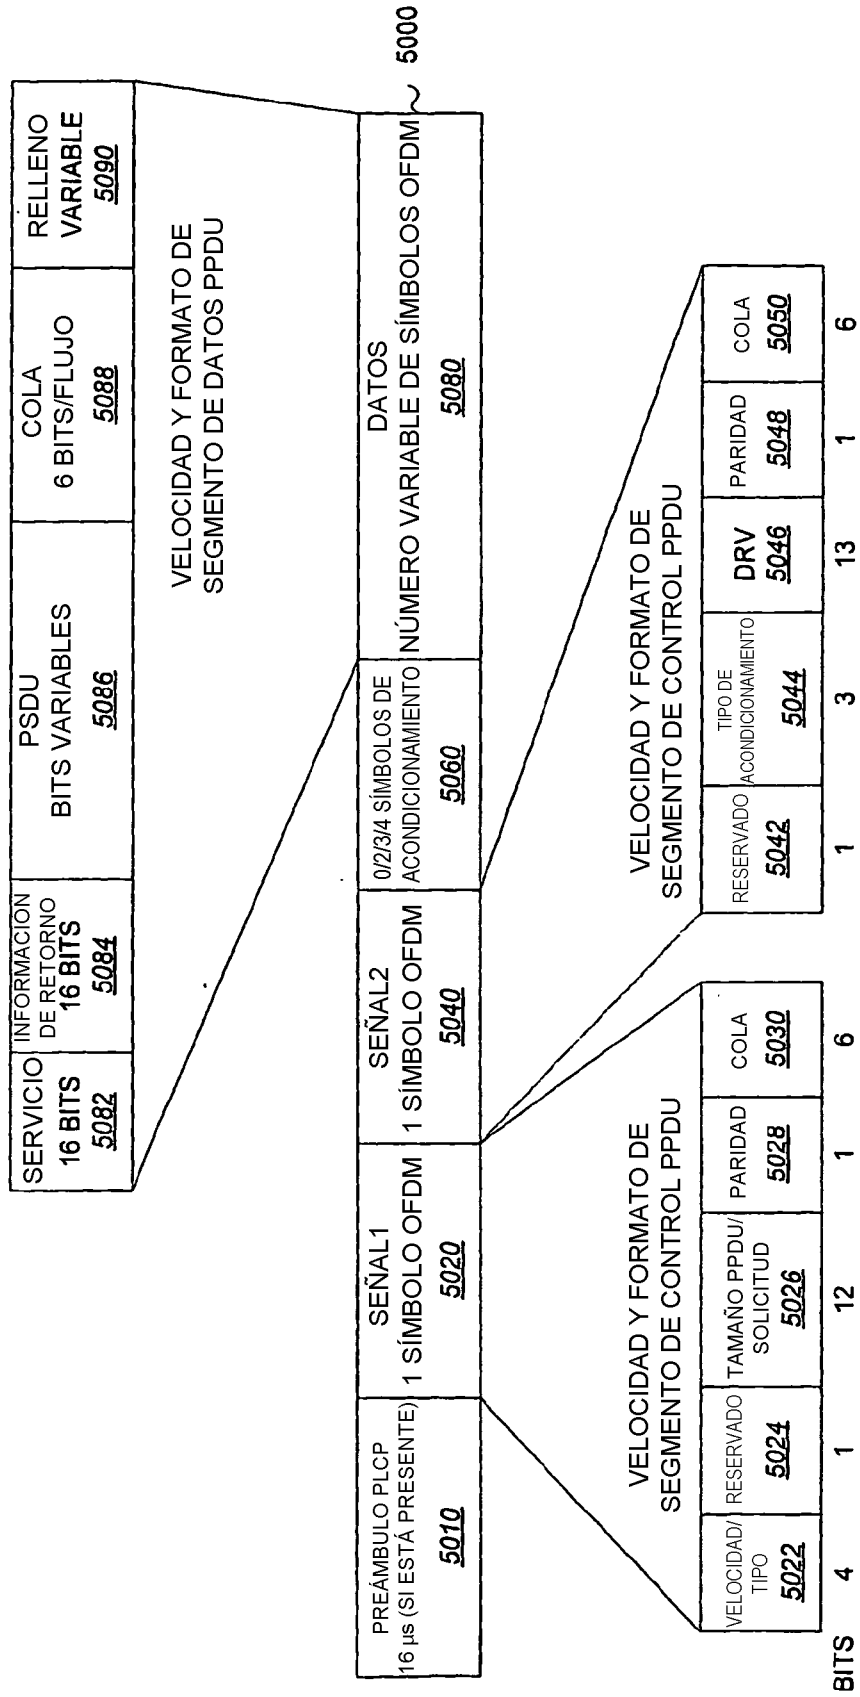 SERVICIO
16 BITS
5082
INFORMACION
DE RETORNO
16 BITS
5084
PSDU
BITS VARIABLES
5086
COLA
6 BITS/FLUJO
5088
RELLENO
VARIABLE
5090
VELOCIDAD Y FORMATO DE
SEGMENTO DE DATOS PPDU
PREÁMBULO PLCP
16 µs (SI ESTÁ PRESENTE)
5010
SEÑAL1
1 SÍMBOLO OFDM
5020
SEÑAL2
1 SÍMBOLO OFDM
5040
0/2/3/4 SÍMBOLOS DE
ACONDICIONAMIENTO
5060
DATOS
NÚMERO VARIABLE DE SÍMBOLOS OFDM
5080
5000
VELOCIDAD Y FORMATO DE
SEGMENTO DE CONTROL PPDU
VELOCIDAD/
TIPO
5022
RESERVADO
5024
TAMAÑO PPDU/
SOLICITUD
5026
PARIDAD
5028
COLA
5030
VELOCIDAD Y FORMATO DE
SEGMENTO DE CONTROL PPDU
RESERVADO
5042
TIPO DE
ACONDICIONAMIENTO
5044
DRV
5046
PARIDAD
5048
COLA
5050
BITS 4 1 12 1 6 1 3 13 1 6